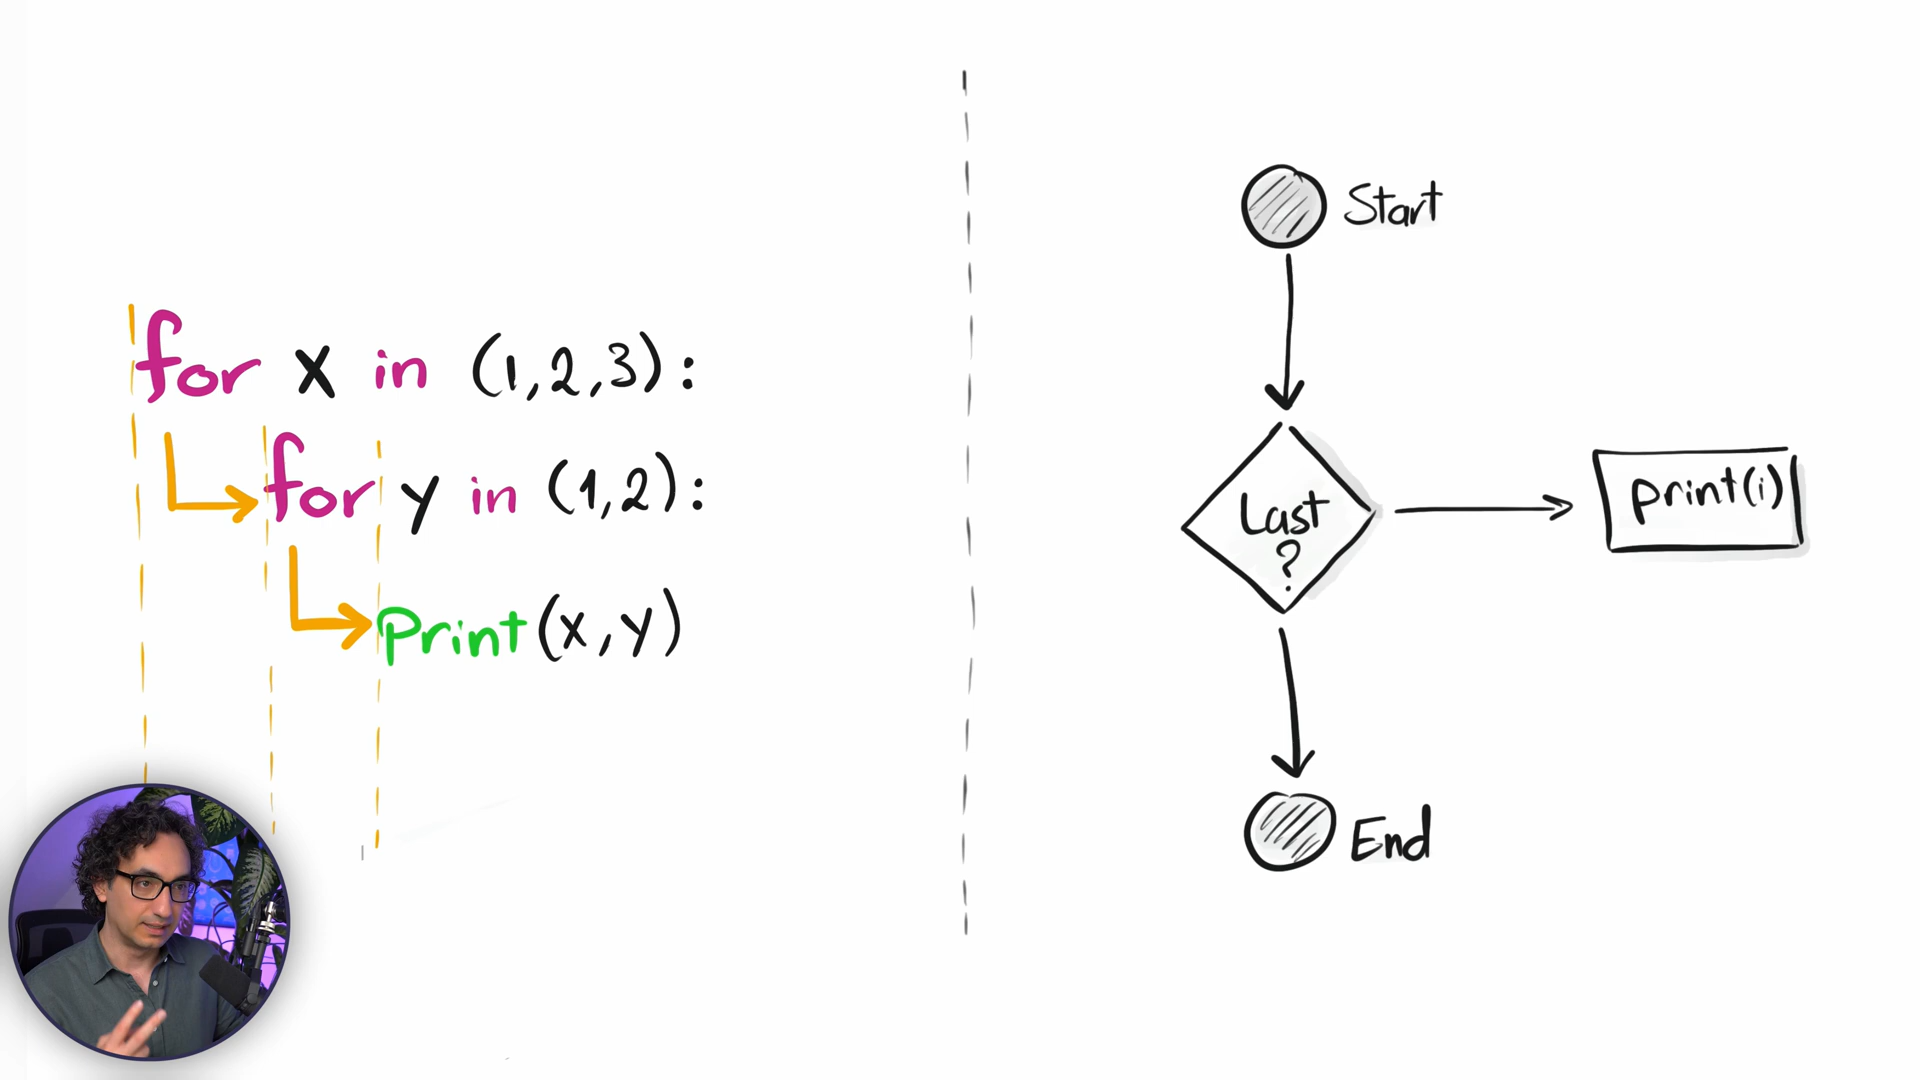 for x in (1,2,3):
for y in (1,2):
print(x,y)
Start
Last
?
print(i)
End